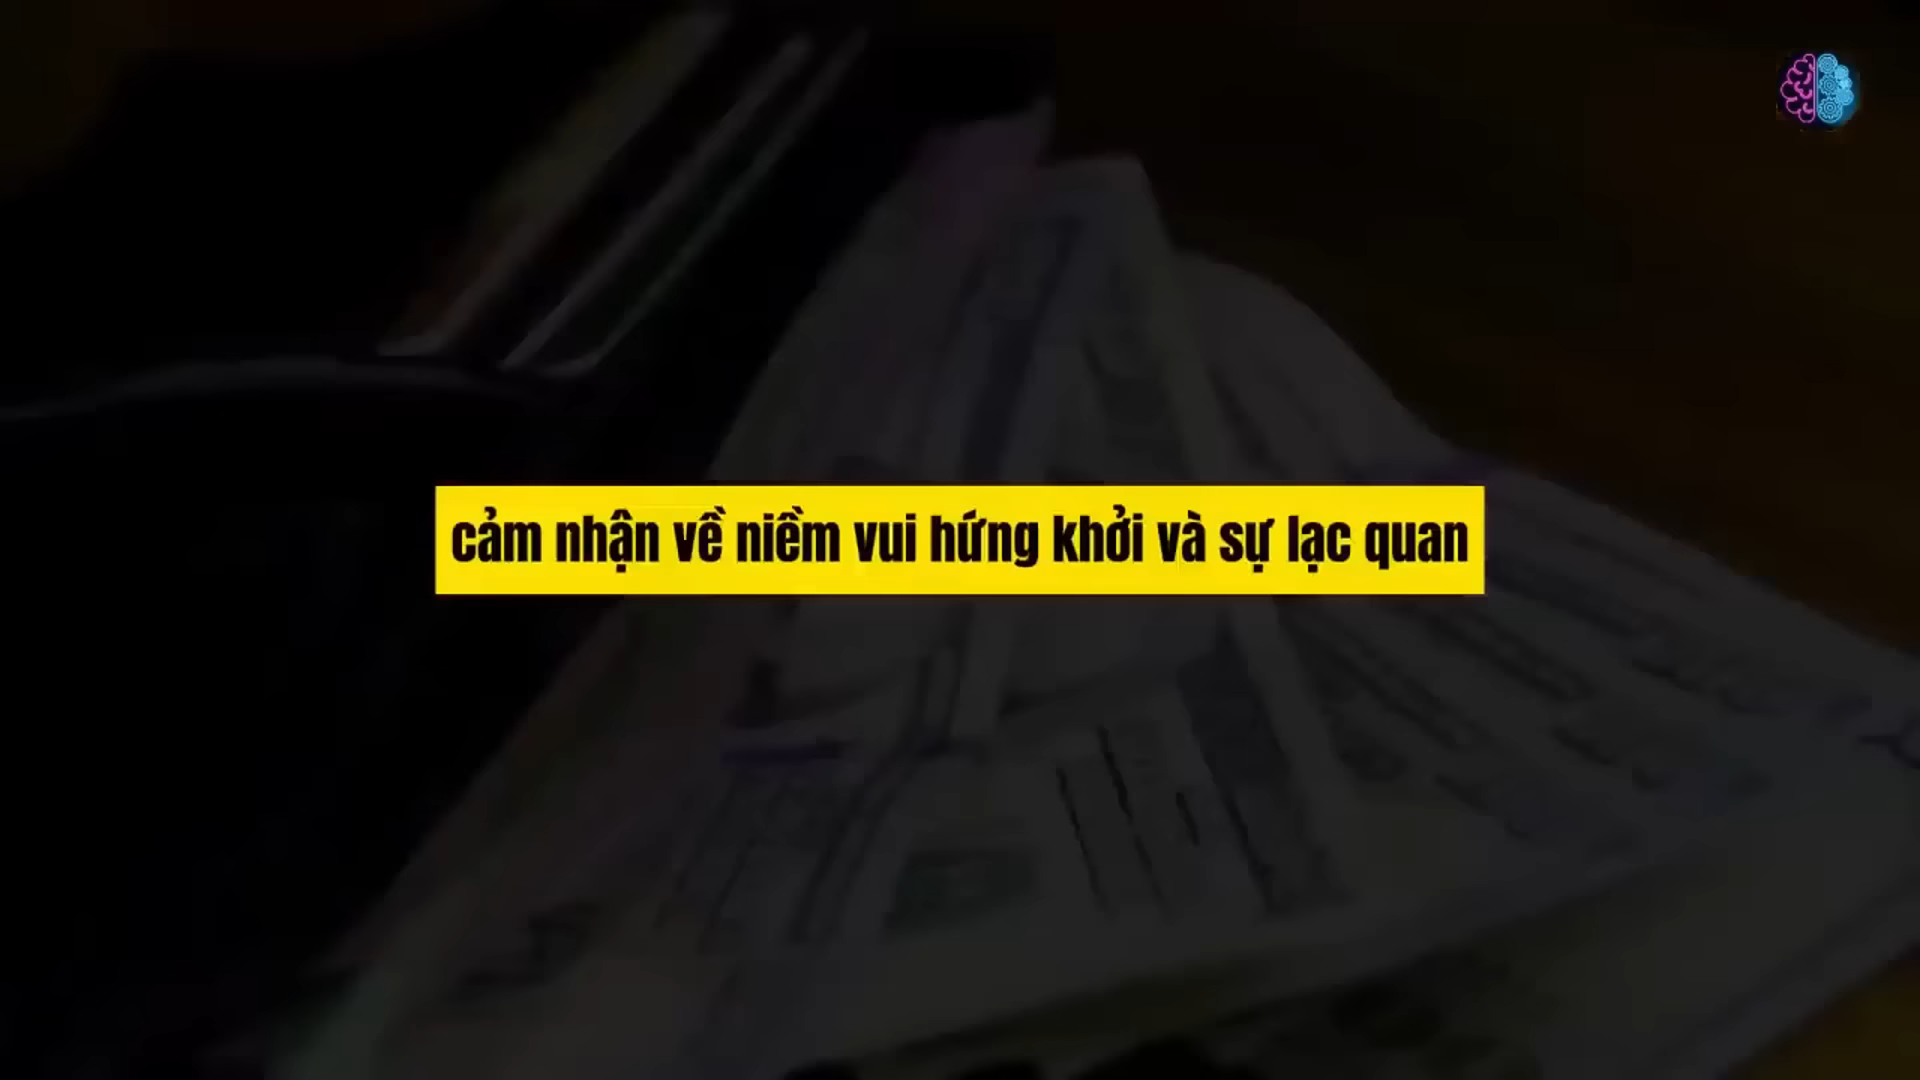 cảm nhận về niềm vui hứng khởi và sự lạc quan